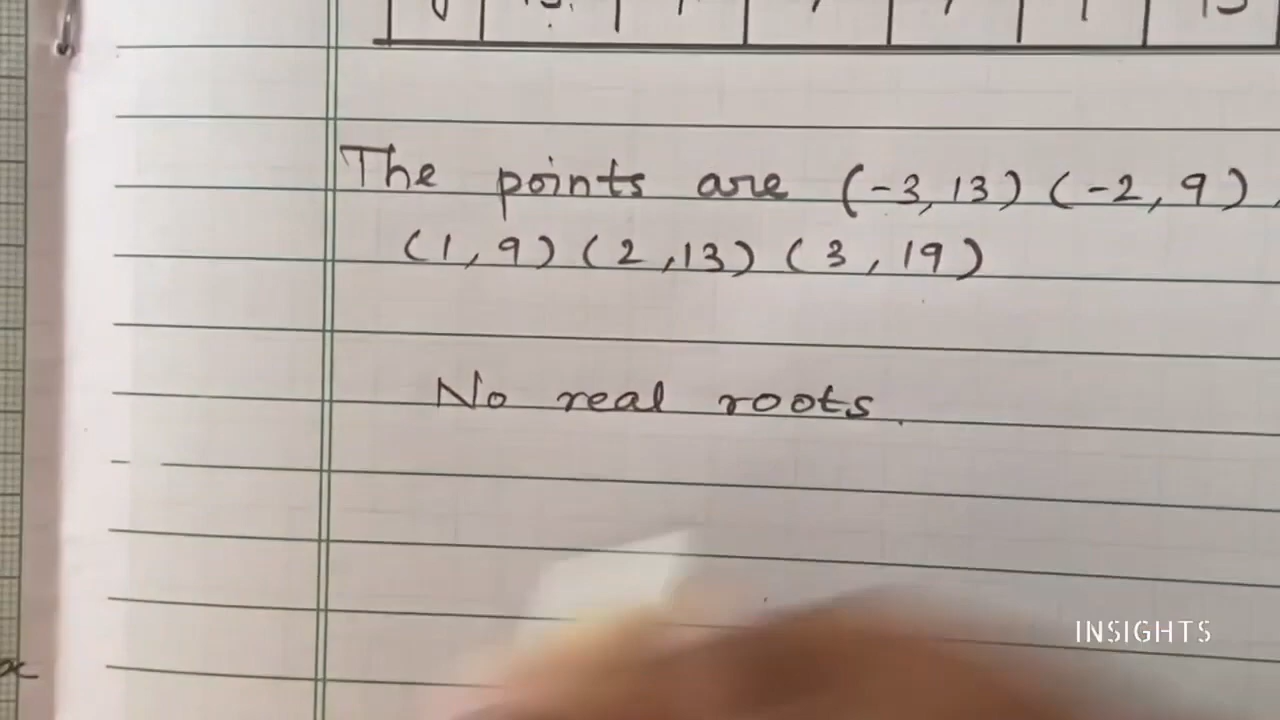 The points are (-3,13) (-2, 9),
(1, 9) (2,13) (3, 19)
No real roots.
INSIGHTS
x